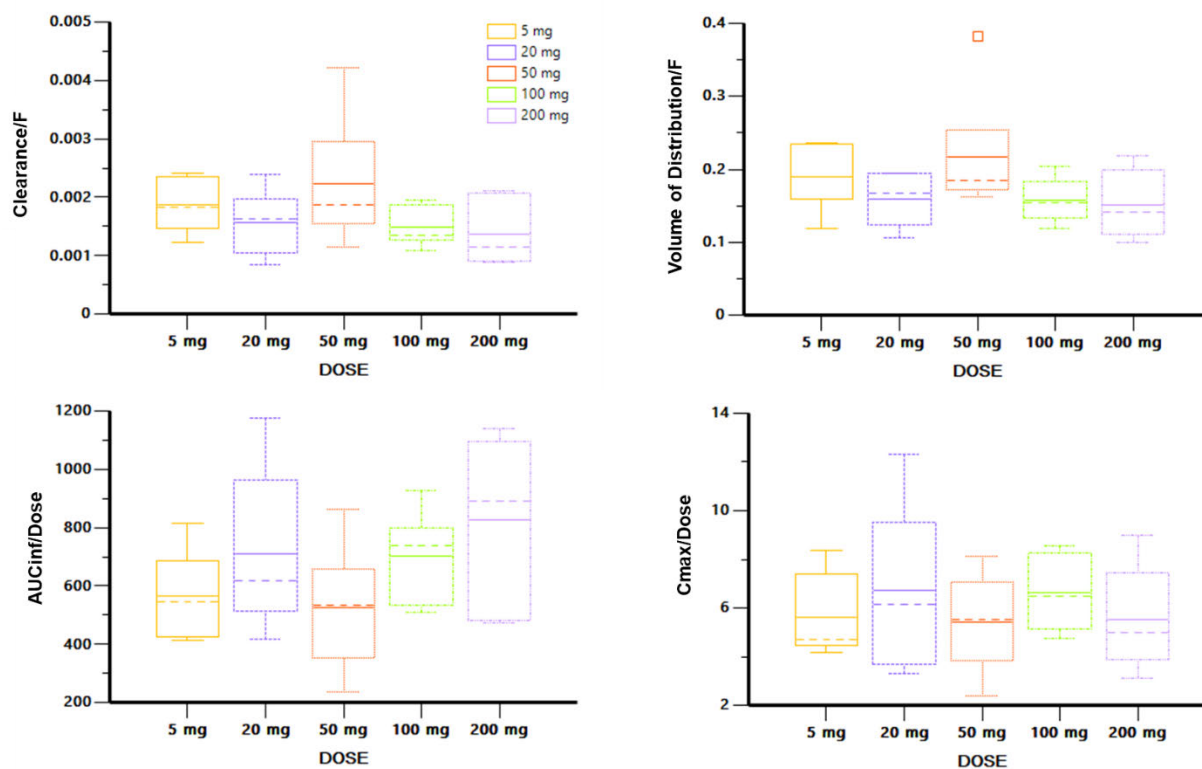 Clearance/F
0.005
0.004
0.003
0.002
0.001
0
5 mg
20 mg
50 mg
100 mg
200 mg
5 mg
20 mg
50 mg
100 mg
200 mg
DOSE
Volume of Distribution/F
0.4
0.3
0.2
0.1
0
5 mg
20 mg
50 mg
100 mg
200 mg
DOSE
AUCinf/Dose
1200
1000
800
600
400
200
5 mg
20 mg
50 mg
100 mg
200 mg
DOSE
Cmax/Dose
14
10
6
2
5 mg
20 mg
50 mg
100 mg
200 mg
DOSE